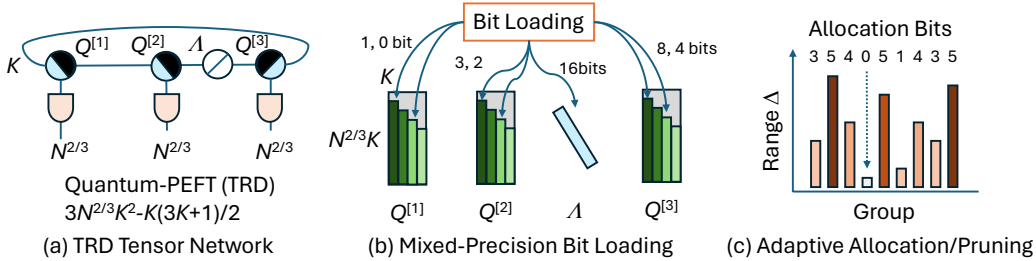 Q^[1] Q^[2] Λ Q^[3]
K
N^2/3 N^2/3 N^2/3
Quantum-PEFT (TRD)
3N^2/3K^2-K(3K+1)/2
(a) TRD Tensor Network
Bit Loading
1, 0 bit
3, 2
16bits
8, 4 bits
K
N^2/3K
Q^[1] Q^[2] Λ Q^[3]
(b) Mixed-Precision Bit Loading
Allocation Bits
3 5 4 0 5 1 4 3 5
Range Δ
Group
(c) Adaptive Allocation/Pruning